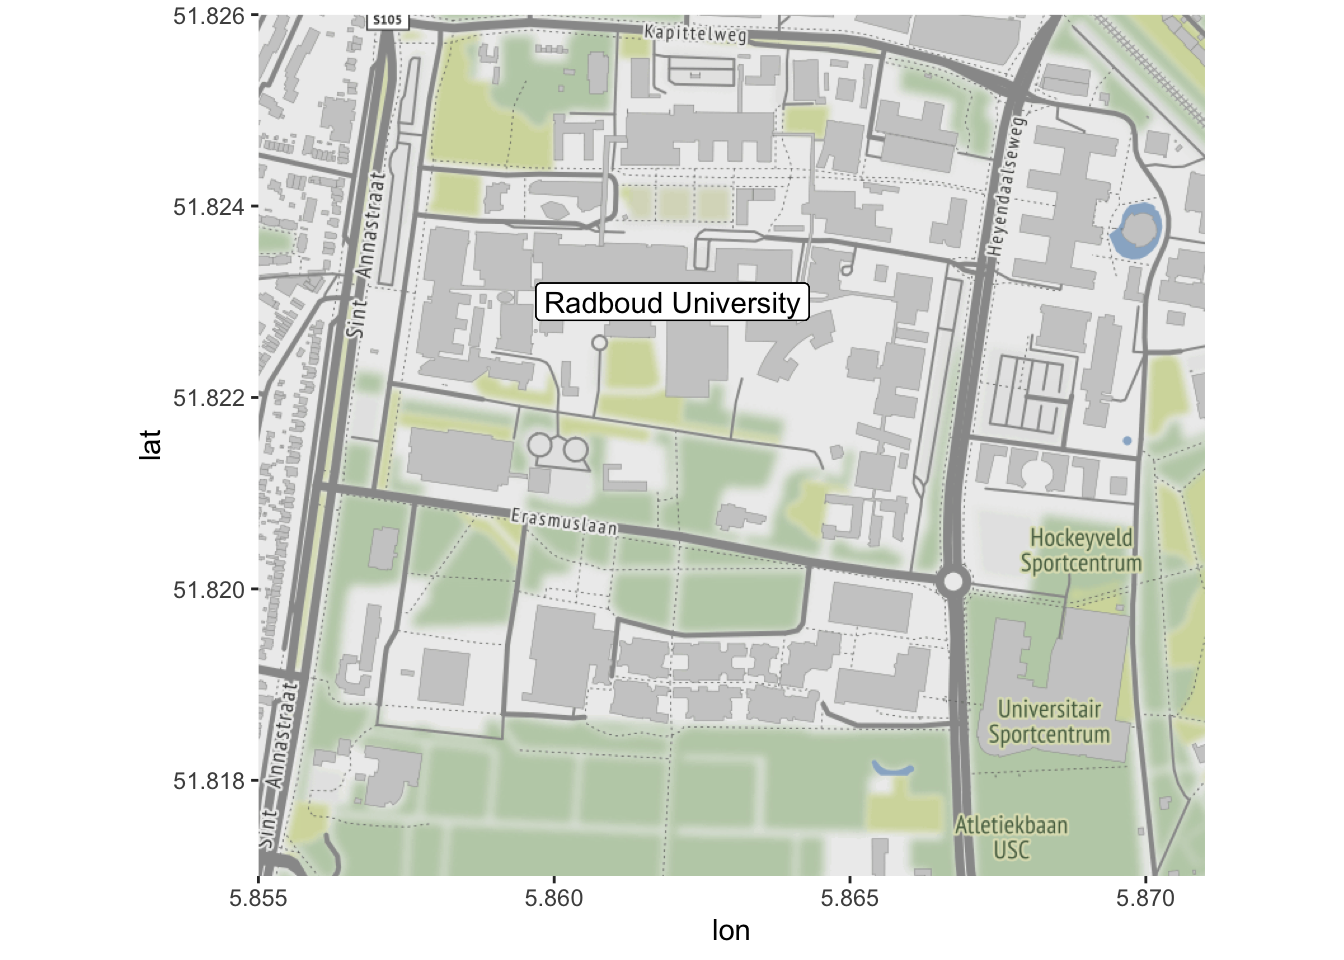 51.826
51.824
51.822
51.820
51.818
lat
S105
Kapittelweg
Heyendaalseweg
Sint Annastraat
Radboud University
Erasmuslaan
Hockeyveld
Sportcentrum
Universitair
Sportcentrum
Sint Annastraat
Atletiekbaan
USC
5.855
5.860
5.865
5.870
lon